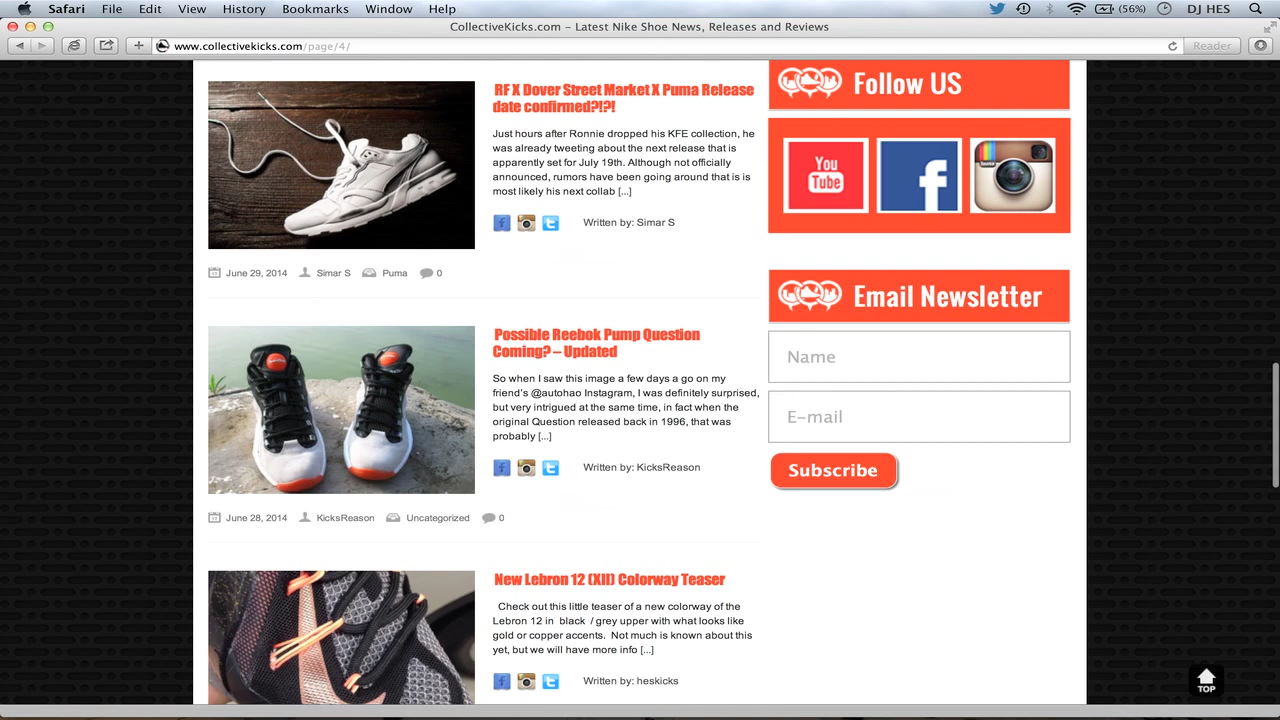 Safari File Edit View History Bookmarks Window Help (56%) DJ HES
CollectiveKicks.com – Latest Nike Shoe News, Releases and Reviews
www.collectivekicks.com/page/4/ Reader
RF X Dover Street Market X Puma Release
date confirmed?!?!
Just hours after Ronnie dropped his KFE collection, he
was already tweeting about the next release that is
apparently set for July 19th. Although not officially
announced, rumors have been going around that is is
most likely his next collab [...]
Written by: Simar S
June 29, 2014 Simar S Puma 0
Possible Reebok Pump Question
Coming? – Updated
So when I saw this image a few days a go on my
friend's @autohao Instagram, I was definitely surprised,
but very intrigued at the same time, in fact when the
original Question released back in 1996, that was
probably [...]
Written by: KicksReason
June 28, 2014 KicksReason Uncategorized 0
New Lebron 12 (XII) Colorway Teaser
Check out this little teaser of a new colorway of the
Lebron 12 in black / grey upper with what looks like
gold or copper accents. Not much is known about this
yet, but we will have more info [...]
Written by: heskicks
Follow US
You
Tube
Email Newsletter
Name
E-mail
Subscribe
TOP